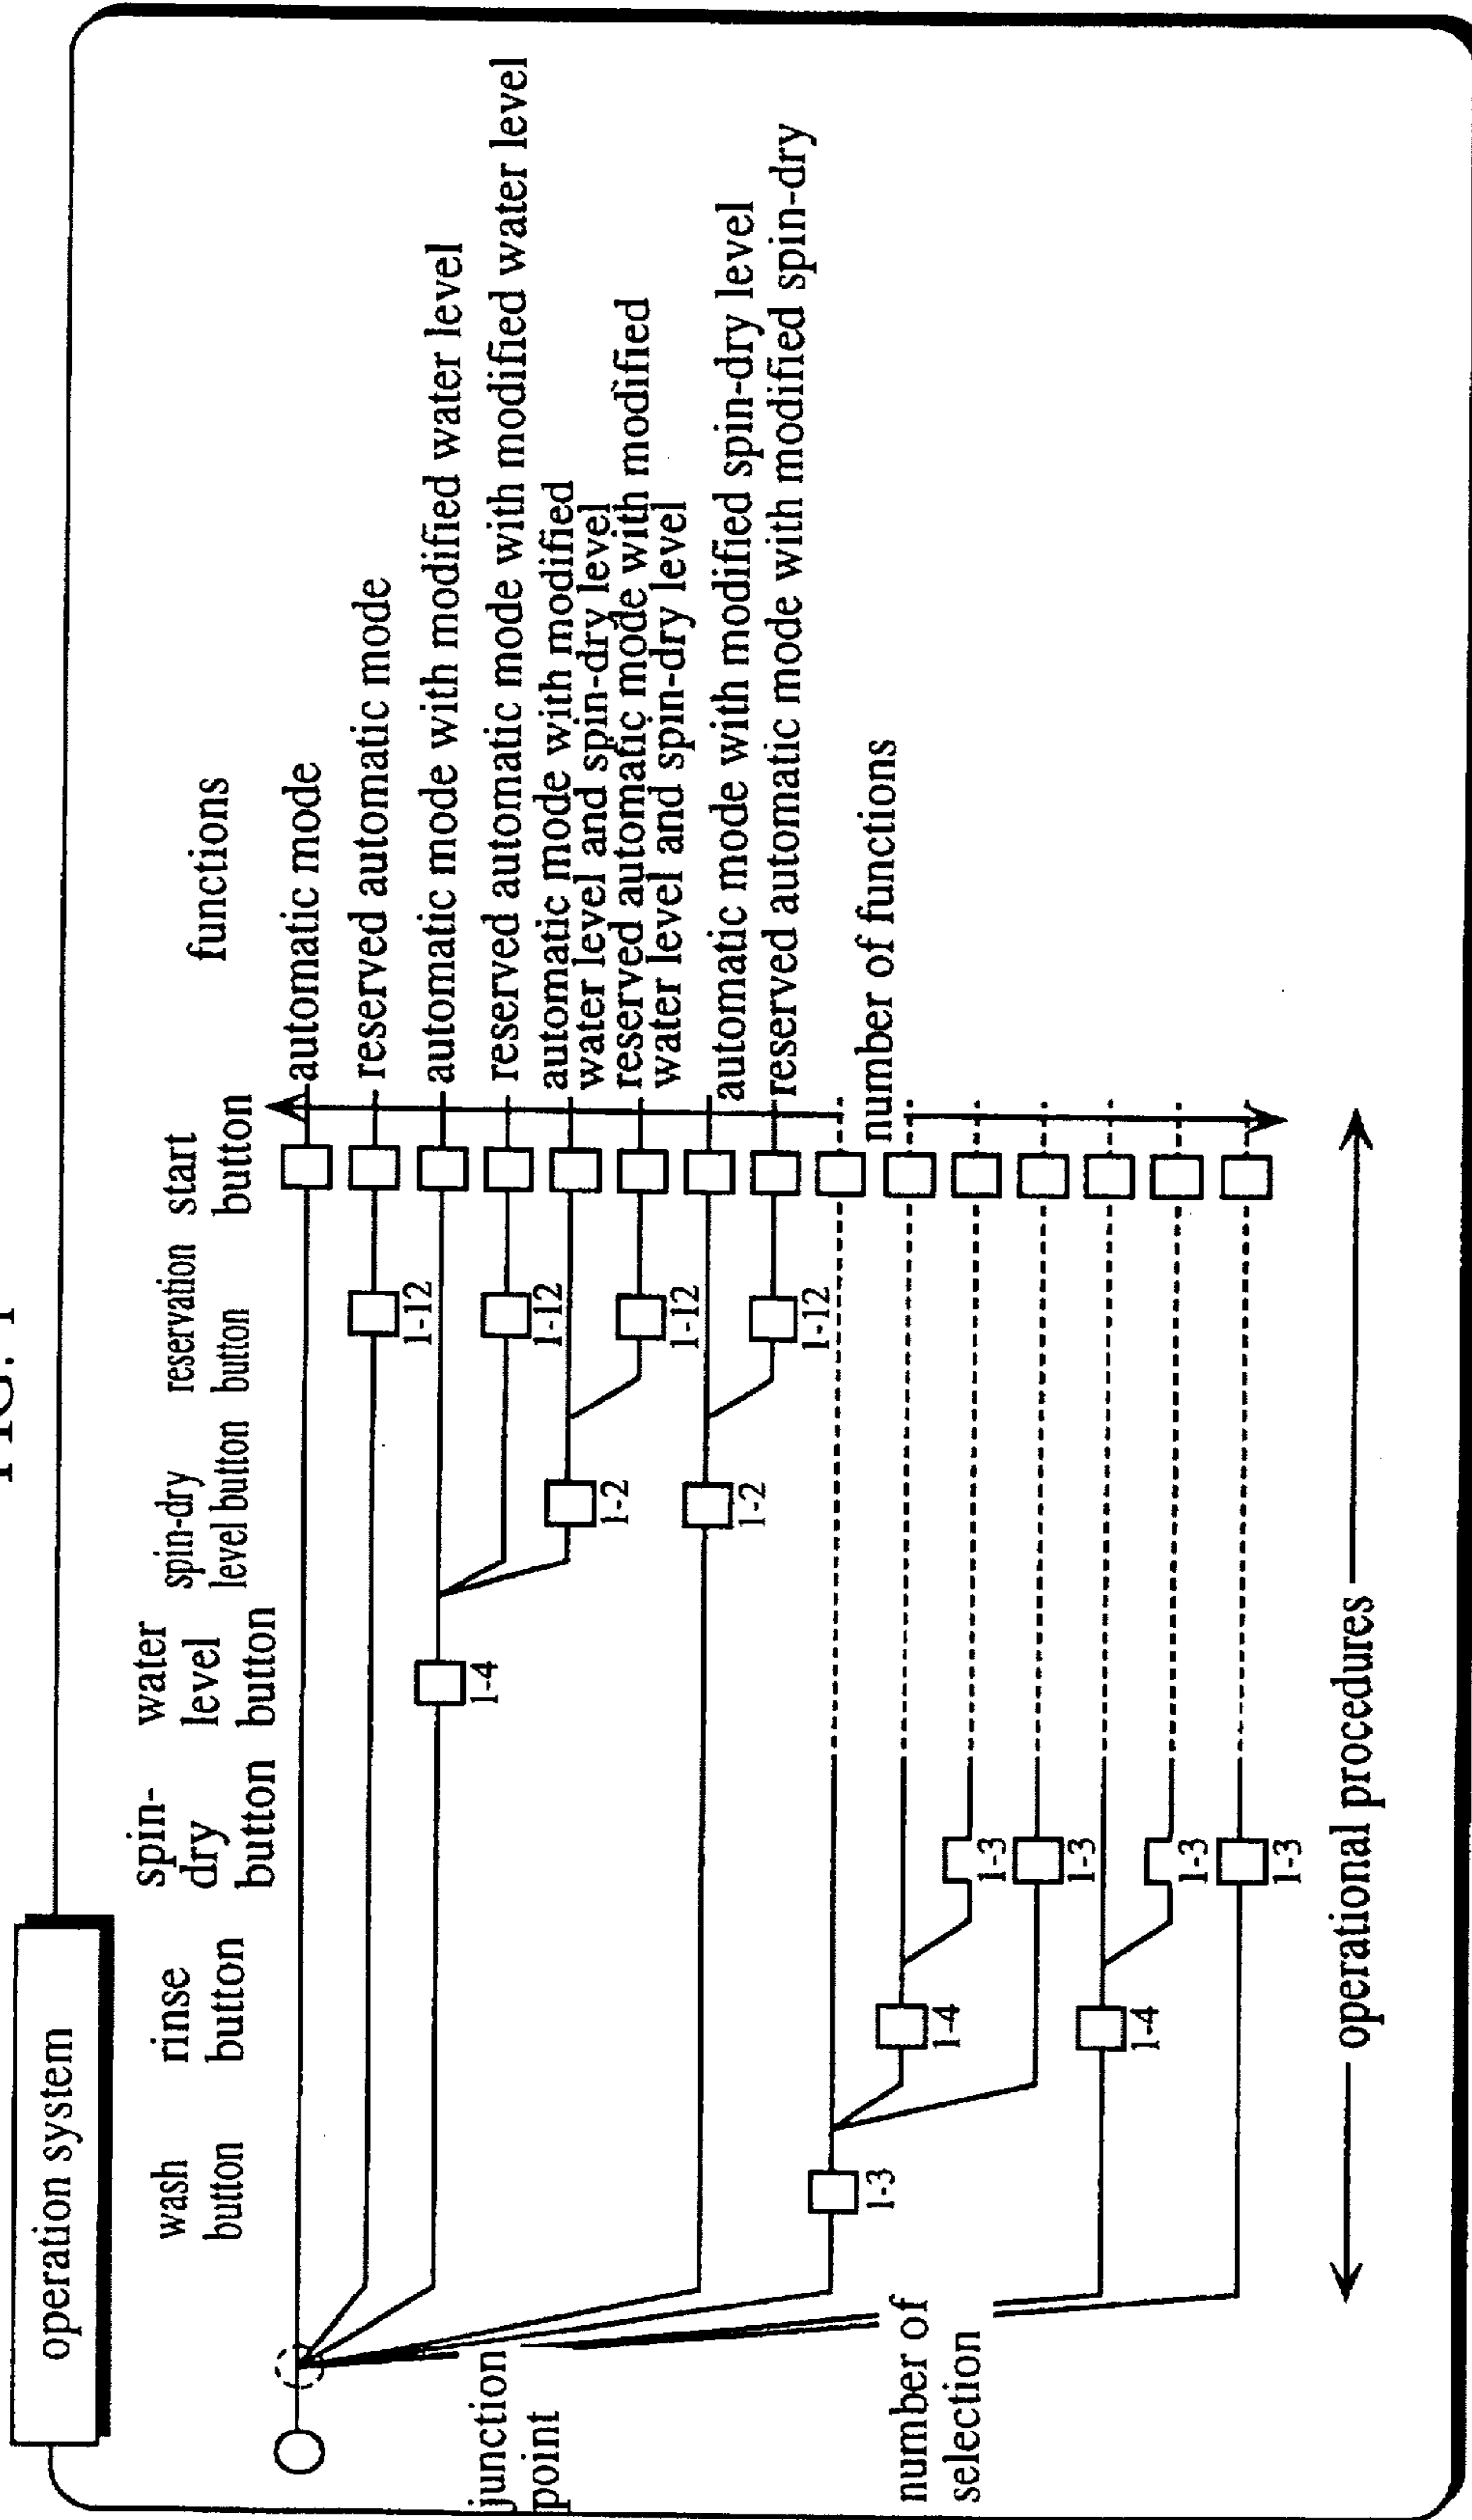 operation system
wash
button
rinse
button
spin-
dry
button
water
level
button
spin-dry
level button
reservation
button
start
button
functions
automatic mode
reserved automatic mode
1-12
automatic mode with modified water level
1-4
reserved automatic mode with modified water level
1-12
automatic mode with modified
water level and spin-dry level
1-2
reserved automatic mode with modified
water level and spin-dry level
1-12
automatic mode with modified spin-dry level
1-2
reserved automatic mode with modified spin-dry
1-12
junction
point
number of functions
1-3
1-4
1-3
1-3
1-4
1-3
1-3
number of
selection
operational procedures